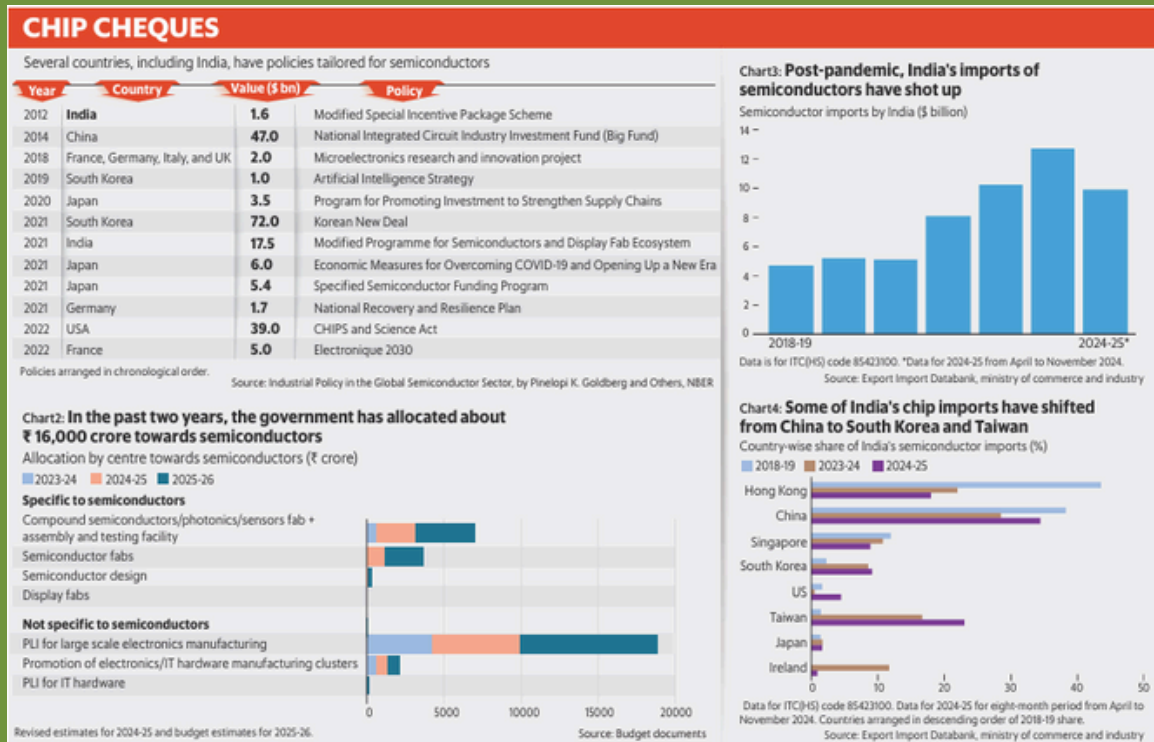 CHIP CHEQUES
Several countries, including India, have policies tailored for semiconductors
Year Country Value ($ bn) Policy
2012 India 1.6 Modified Special Incentive Package Scheme
2014 China 47.0 National Integrated Circuit Industry Investment Fund (Big Fund)
2018 France, Germany, Italy, and UK 2.0 Microelectronics research and innovation project
2019 South Korea 1.0 Artificial Intelligence Strategy
2020 Japan 3.5 Program for Promoting Investment to Strengthen Supply Chains
2021 South Korea 72.0 Korean New Deal
2021 India 17.5 Modified Programme for Semiconductors and Display Fab Ecosystem
2021 Japan 6.0 Economic Measures for Overcoming COVID-19 and Opening Up a New Era
2021 Japan 5.4 Specified Semiconductor Funding Program
2021 Germany 1.7 National Recovery and Resilience Plan
2022 USA 39.0 CHIPS and Science Act
2022 France 5.0 Electronique 2030
Policies arranged in chronological order.
Source: Industrial Policy in the Global Semiconductor Sector, by Pinelopi K. Goldberg and Others, NBER
Chart2: In the past two years, the government has allocated about
₹ 16,000 crore towards semiconductors
Allocation by centre towards semiconductors (₹ crore)
2023-24 2024-25 2025-26
Specific to semiconductors
Compound semiconductors/photonics/sensors fab +
assembly and testing facility
Semiconductor fabs
Semiconductor design
Display fabs
Not specific to semiconductors
PLI for large scale electronics manufacturing
Promotion of electronics/IT hardware manufacturing clusters
PLI for IT hardware
0 5000 10000 15000 20000
Revised estimates for 2024-25 and budget estimates for 2025-26.
Source: Budget documents
Chart3: Post-pandemic, India's imports of
semiconductors have shot up
Semiconductor imports by India ($ billion)
14
12
10
8
6
4
2
0
2018-19 2024-25*
Data is for ITC(HS) code 85423100. *Data for 2024-25 from April to November 2024.
Source: Export Import Databank, ministry of commerce and industry
Chart4: Some of India's chip imports have shifted
from China to South Korea and Taiwan
Country-wise share of India's semiconductor imports (%)
2018-19 2023-24 2024-25
Hong Kong
China
Singapore
South Korea
US
Taiwan
Japan
Ireland
0 10 20 30 40 50
Data for ITC(HS) code 85423100. Data for 2024-25 for eight-month period from April to
November 2024. Countries arranged in descending order of 2018-19 share.
Source: Export Import Databank, ministry of commerce and industry